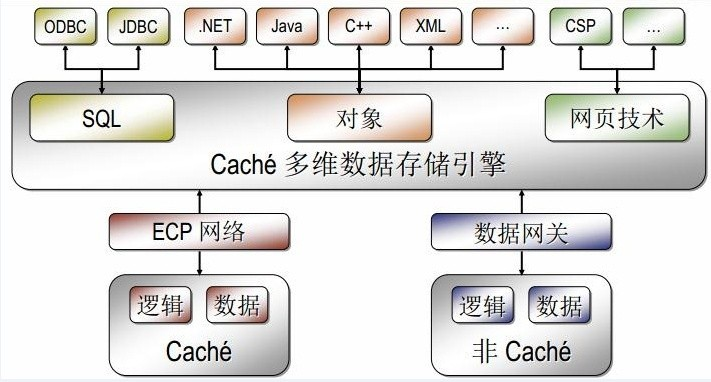 ODBC JDBC .NET Java C++ XML ... CSP ...
SQL 对象 网页技术
Caché 多维数据存储引擎
ECP 网络 数据网关
逻辑 数据 逻辑 数据
Caché 非 Caché